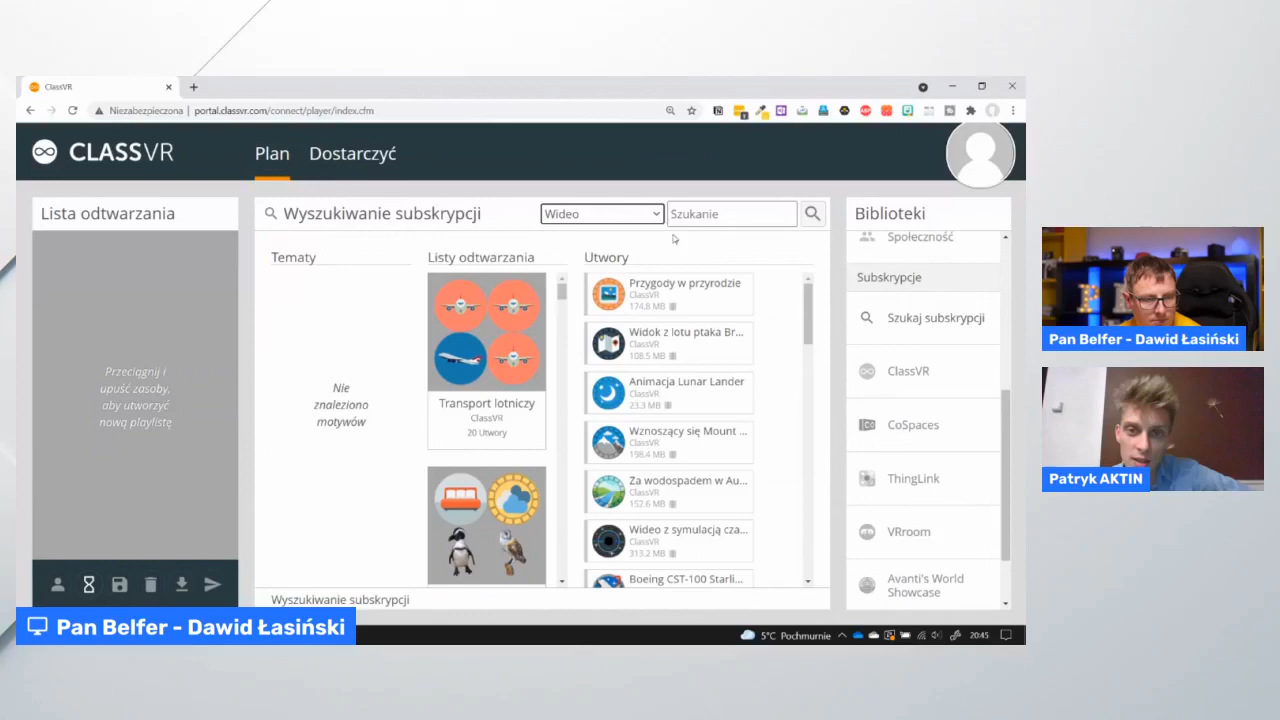 ClassVR
Niezabezpieczona
portal.classvr.com/connect/player/index.cfm
CLASSVR
Plan
Dostarczyć
Lista odtwarzania
Przeciągnij i
upuść zasoby,
aby utworzyć
nową playlistę
Wyszukiwanie subskrypcji
Wideo
Szukanie
Tematy
Nie
znaleziono
motywów
Listy odtwarzania
Transport lotniczy
ClassVR
20 Utwory
Utwory
Przygody w przyrodzie
ClassVR
174.8 MB
Widok z lotu ptaka Br...
ClassVR
108.5 MB
Animacja Lunar Lander
ClassVR
23.3 MB
Wznoszący się Mount ...
ClassVR
198.4 MB
Za wodospadem w Au...
ClassVR
152.6 MB
Wideo z symulacją cza...
ClassVR
313.2 MB
Boeing CST-100 Starli...
Wyszukiwanie subskrypcji
Biblioteki
Społeczność
Subskrypcje
Szukaj subskrypcji
ClassVR
CoSpaces
ThingLink
VRroom
Avanti's World
Showcase
Pan Belfer - Dawid Łasiński
Patryk AKTIN
Pan Belfer - Dawid Łasiński
5°C Pochmurnie
20:45